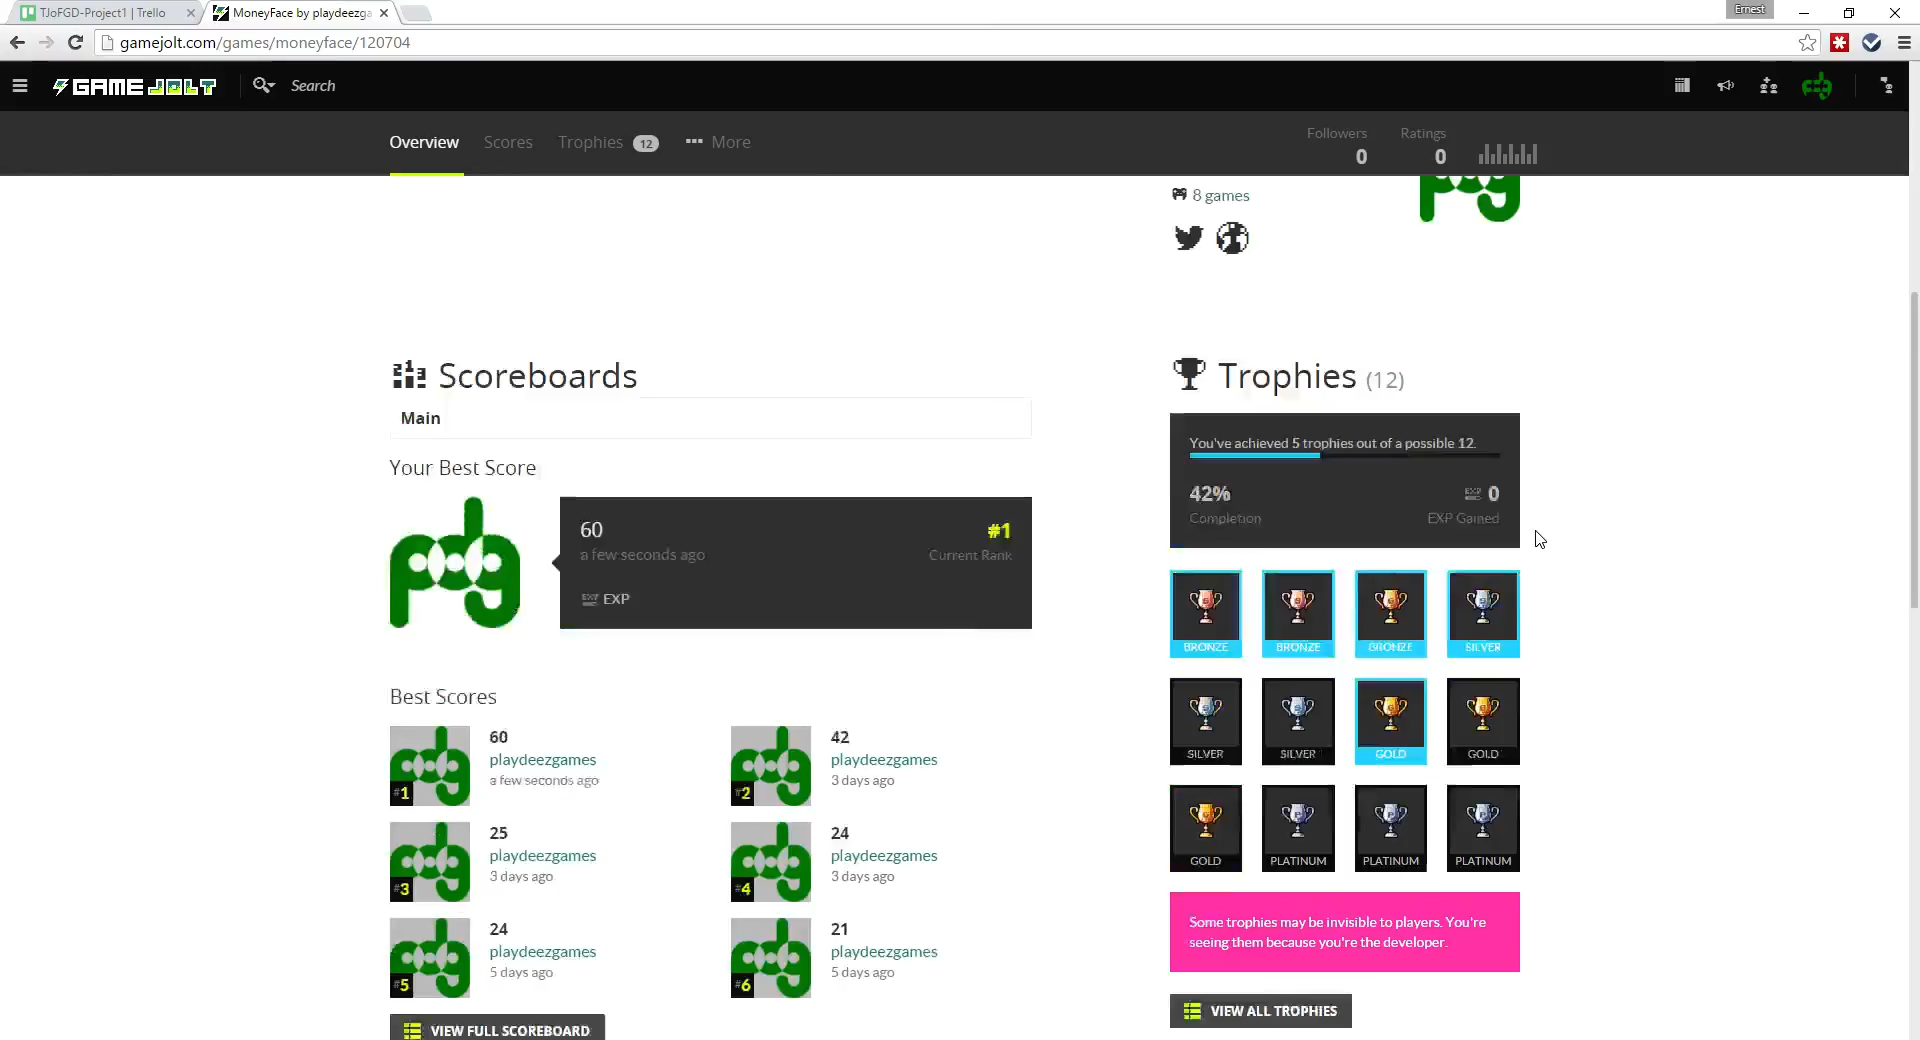 TJoFGD-Project1 | Trello
MoneyFace by playdeezga
Ernest
gamejolt.com/games/moneyface/120704
GAME JOLT
Search
Overview
Scores
Trophies 12
More
Followers
0
Ratings
0
8 games
Scoreboards
Main
Your Best Score
pdg
60
a few seconds ago
#1
Current Rank
EXP EXP
Best Scores
#1
60
playdeezgames
a few seconds ago
#2
42
playdeezgames
3 days ago
#3
25
playdeezgames
3 days ago
#4
24
playdeezgames
3 days ago
#5
24
playdeezgames
5 days ago
#6
21
playdeezgames
5 days ago
VIEW FULL SCOREBOARD
Trophies (12)
You've achieved 5 trophies out of a possible 12.
42%
Completion
EXP 0
EXP Gained
BRONZE
BRONZE
BRONZE
SILVER
SILVER
SILVER
GOLD
GOLD
GOLD
PLATINUM
PLATINUM
PLATINUM
Some trophies may be invisible to players. You're
seeing them because you're the developer.
VIEW ALL TROPHIES